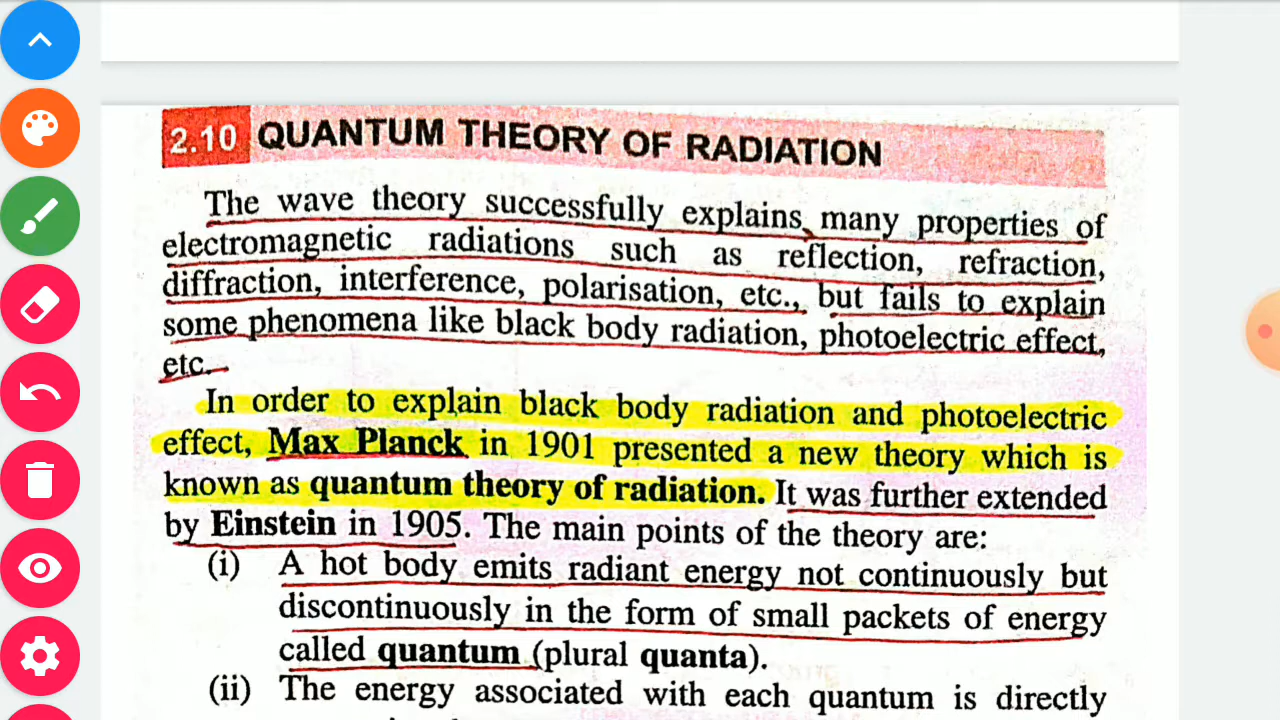 2.10 QUANTUM THEORY OF RADIATION
The wave theory successfully explains many properties of
electromagnetic radiations such as reflection, refraction,
diffraction, interference, polarisation, etc., but fails to explain
some phenomena like black body radiation, photoelectric effect,
etc.
In order to explain black body radiation and photoelectric
effect, Max Planck in 1901 presented a new theory which is
known as quantum theory of radiation. It was further extended
by Einstein in 1905. The main points of the theory are:
(i) A hot body emits radiant energy not continuously but
discontinuously in the form of small packets of energy
called quantum (plural quanta).
(ii) The energy associated with each quantum is directly